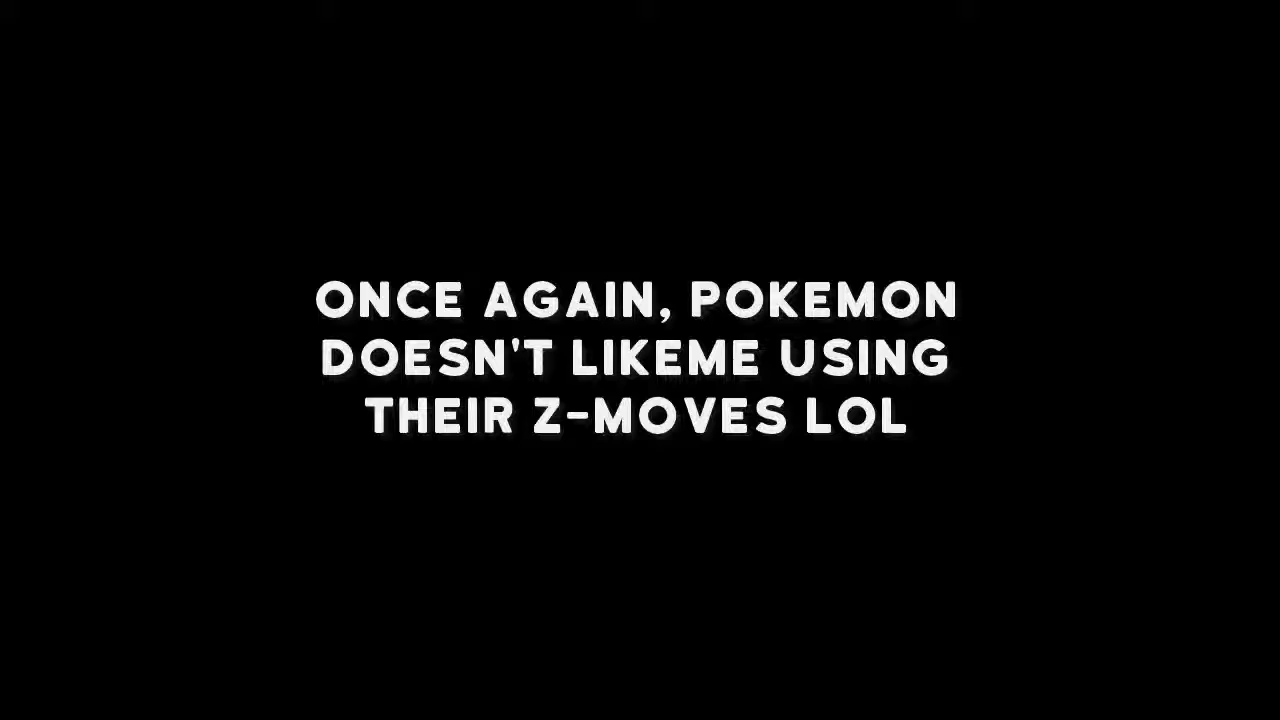 ONCE AGAIN, POKEMON
DOESN'T LIKEME USING
THEIR Z-MOVES LOL